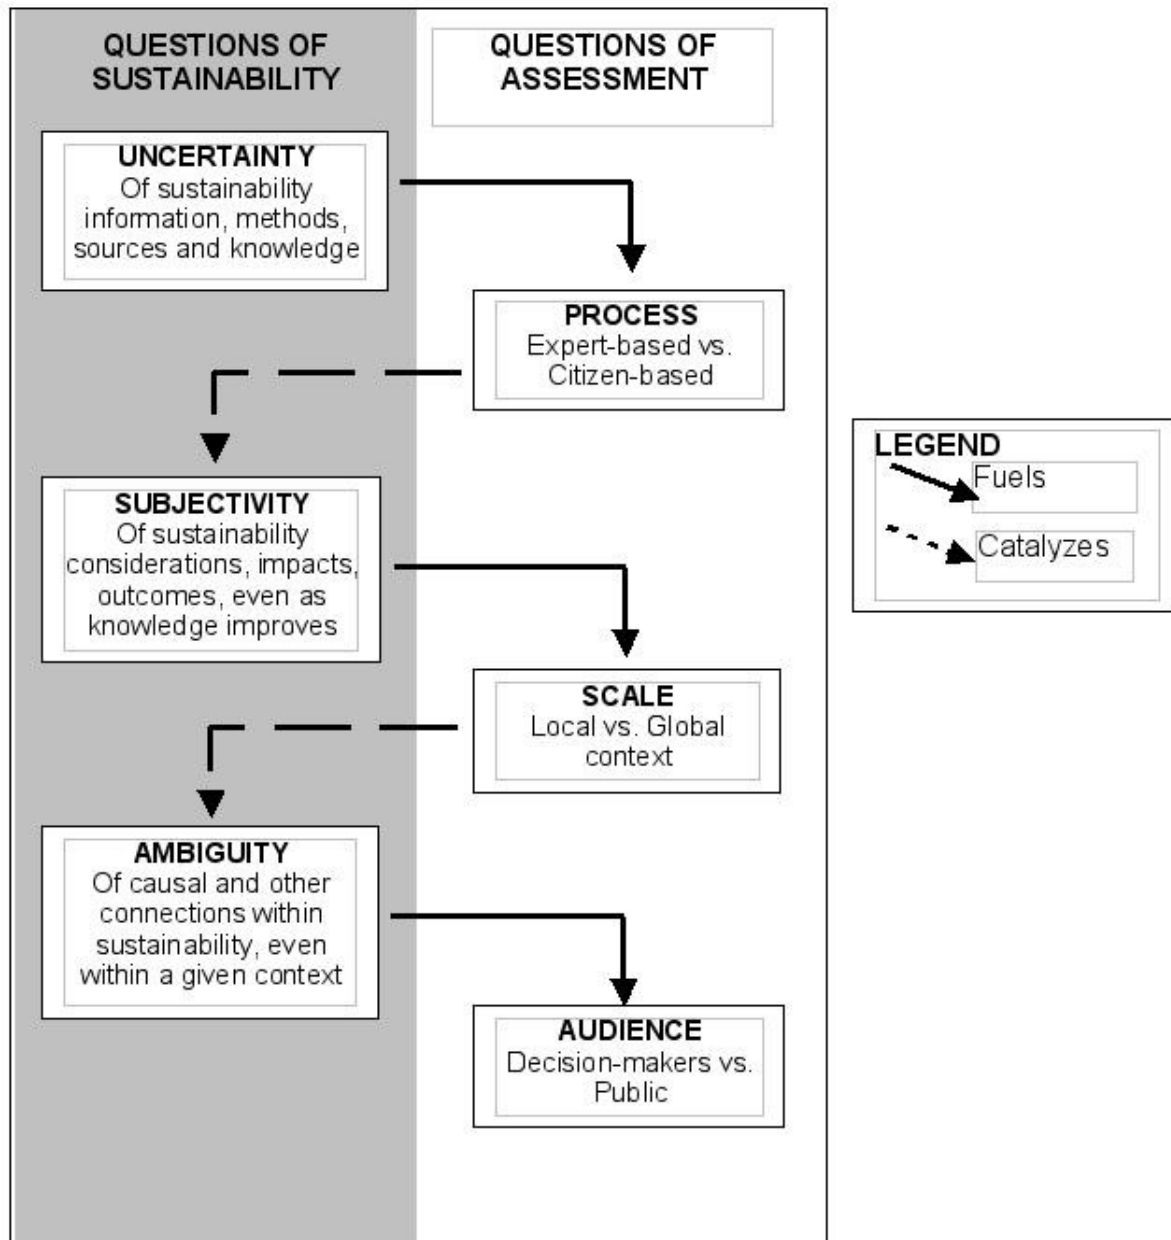 QUESTIONS OF
SUSTAINABILITY
QUESTIONS OF
ASSESSMENT
UNCERTAINTY
Of sustainability
information, methods,
sources and knowledge
PROCESS
Expert-based vs.
Citizen-based
SUBJECTIVITY
Of sustainability
considerations, impacts,
outcomes, even as
knowledge improves
SCALE
Local vs. Global
context
AMBIGUITY
Of causal and other
connections within
sustainability, even
within a given context
AUDIENCE
Decision-makers vs.
Public
LEGEND
Fuels
Catalyzes